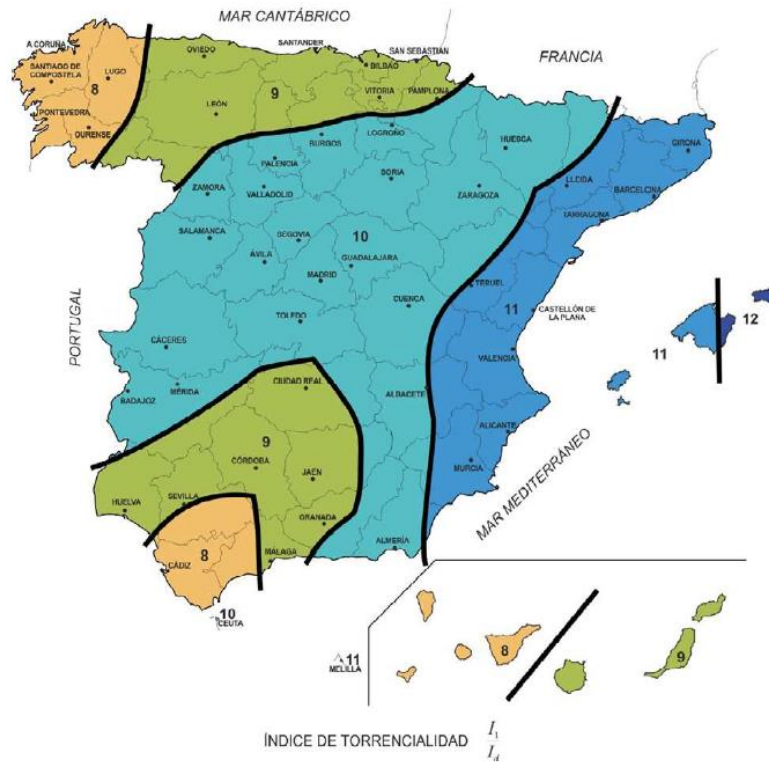 MAR CANTÁBRICO
FRANCIA
A CORUÑA
LUGO
SANTIAGO DE
COMPOSTELA
8
PONTEVEDRA
OURENSE
OVIEDO
SANTANDER
SAN SEBASTIÁN
BILBAO
9
VITORIA
PAMPLONA
LEÓN
LOGROÑO
BURGOS
HUESCA
PALENCIA
GIRONA
ZAMORA
VALLADOLID
SORIA
ZARAGOZA
LLEIDA
BARCELONA
TARRAGONA
SALAMANCA
SEGOVIA
10
ÁVILA
GUADALAJARA
MADRID
TERUEL
CUENCA
11
CASTELLÓN DE
LA PLANA
TOLEDO
PORTUGAL
CÁCERES
VALENCIA
11
12
MÉRIDA
BADAJOZ
CIUDAD REAL
ALBACETE
ALICANTE
MURCIA
MAR MEDITERRÁNEO
9
CÓRDOBA
JAÉN
HUELVA
SEVILLA
GRANADA
MÁLAGA
ALMERÍA
8
CÁDIZ
10
CEUTA
11
MELILLA
8
9
ÍNDICE DE TORRENCIALIDAD I₁/I_d